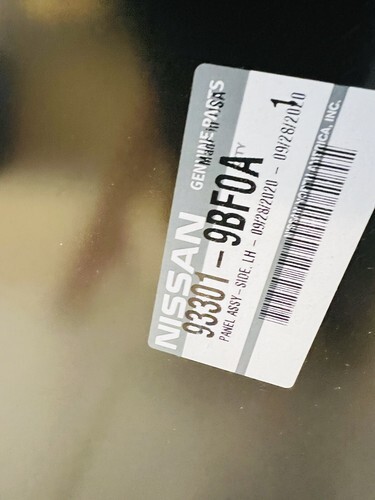 NISSAN GENUINE PARTS
Made in USA
93301-9BF0A 1
PANEL ASSY-SIDE, LH - 09/28/2020 - 09/28/2020
INC.